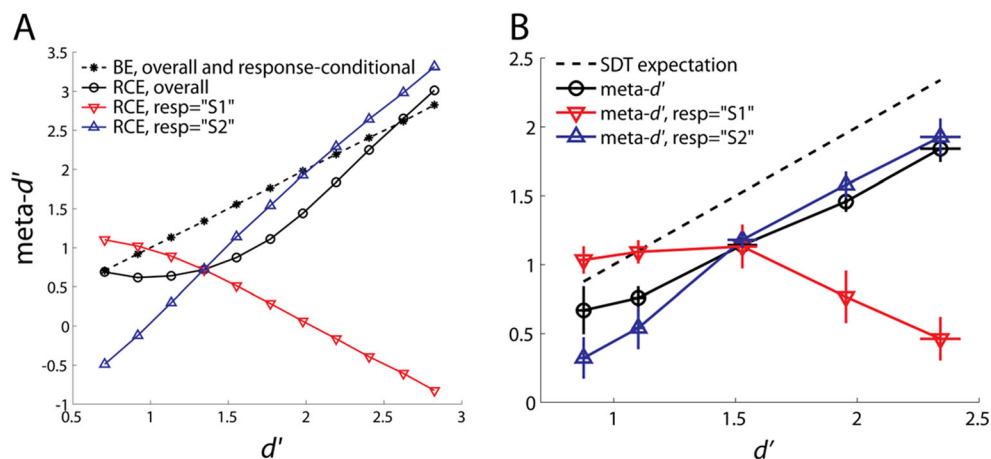 A
BE, overall and response-conditional
RCE, overall
RCE, resp="S1"
RCE, resp="S2"
meta-d'
3.5
3
2.5
2
1.5
1
0.5
0
-0.5
-1
0.5 1 1.5 2 2.5 3
d'
B
SDT expectation
meta-d'
meta-d', resp="S1"
meta-d', resp="S2"
2.5
2
1.5
1
0.5
0
1 1.5 2 2.5
d'